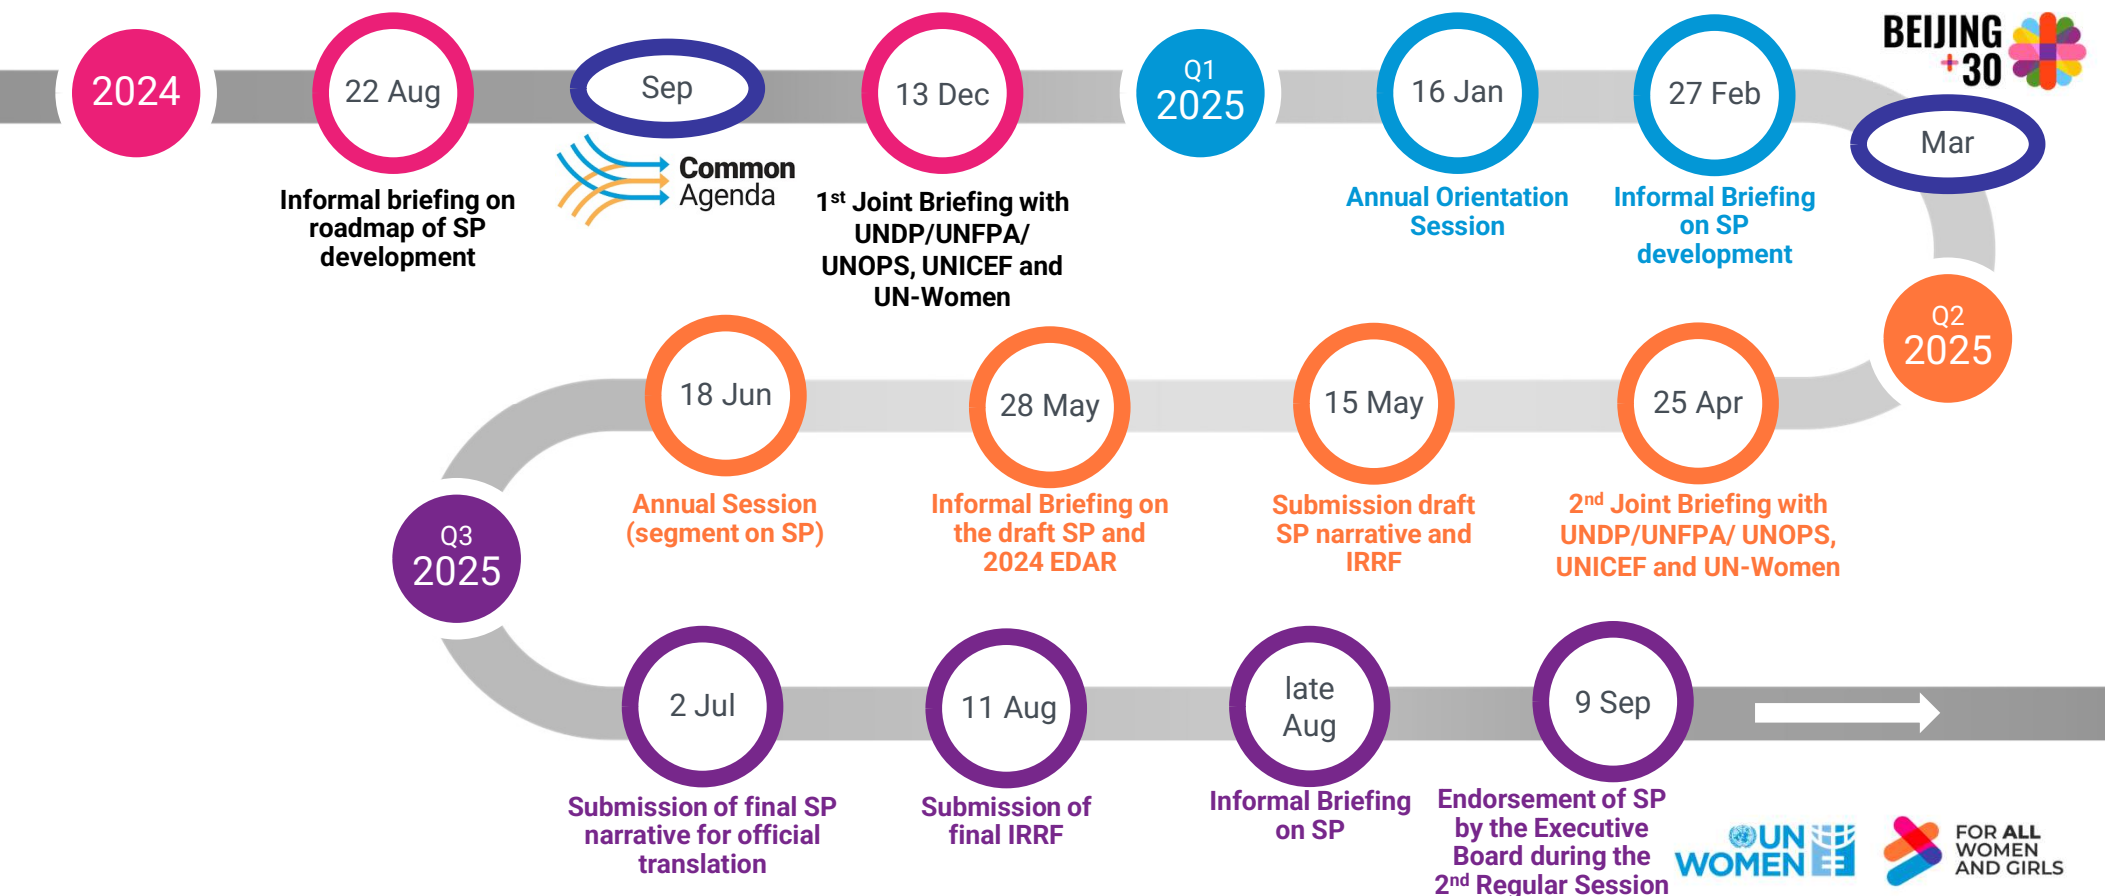 2024
22 Aug
Informal briefing on
roadmap of SP
development
Sep
Common
Agenda
13 Dec
1st Joint Briefing with
UNDP/UNFPA/
UNOPS, UNICEF and
UN-Women
Q1
2025
16 Jan
Annual Orientation
Session
27 Feb
Informal Briefing
on SP
development
BEIJING
+30
Mar
Q2
2025
25 Apr
2nd Joint Briefing with
UNDP/UNFPA/ UNOPS,
UNICEF and UN-Women
15 May
Submission draft
SP narrative and
IRRF
28 May
Informal Briefing on
the draft SP and
2024 EDAR
18 Jun
Annual Session
(segment on SP)
Q3
2025
2 Jul
Submission of final SP
narrative for official
translation
11 Aug
Submission of
final IRRF
late
Aug
Informal Briefing
on SP
9 Sep
Endorsement of SP
by the Executive
Board during the
2nd Regular Session
UN
WOMEN
FOR ALL
WOMEN
AND GIRLS